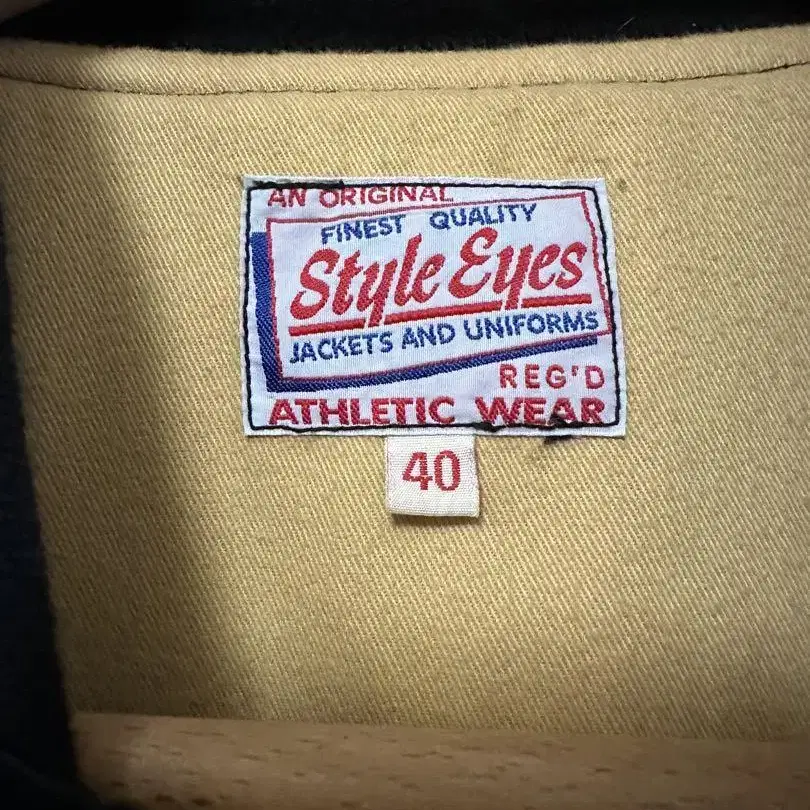 AN ORIGINAL
FINEST QUALITY
Style Eyes
JACKETS AND UNIFORMS
REG'D
ATHLETIC WEAR
40